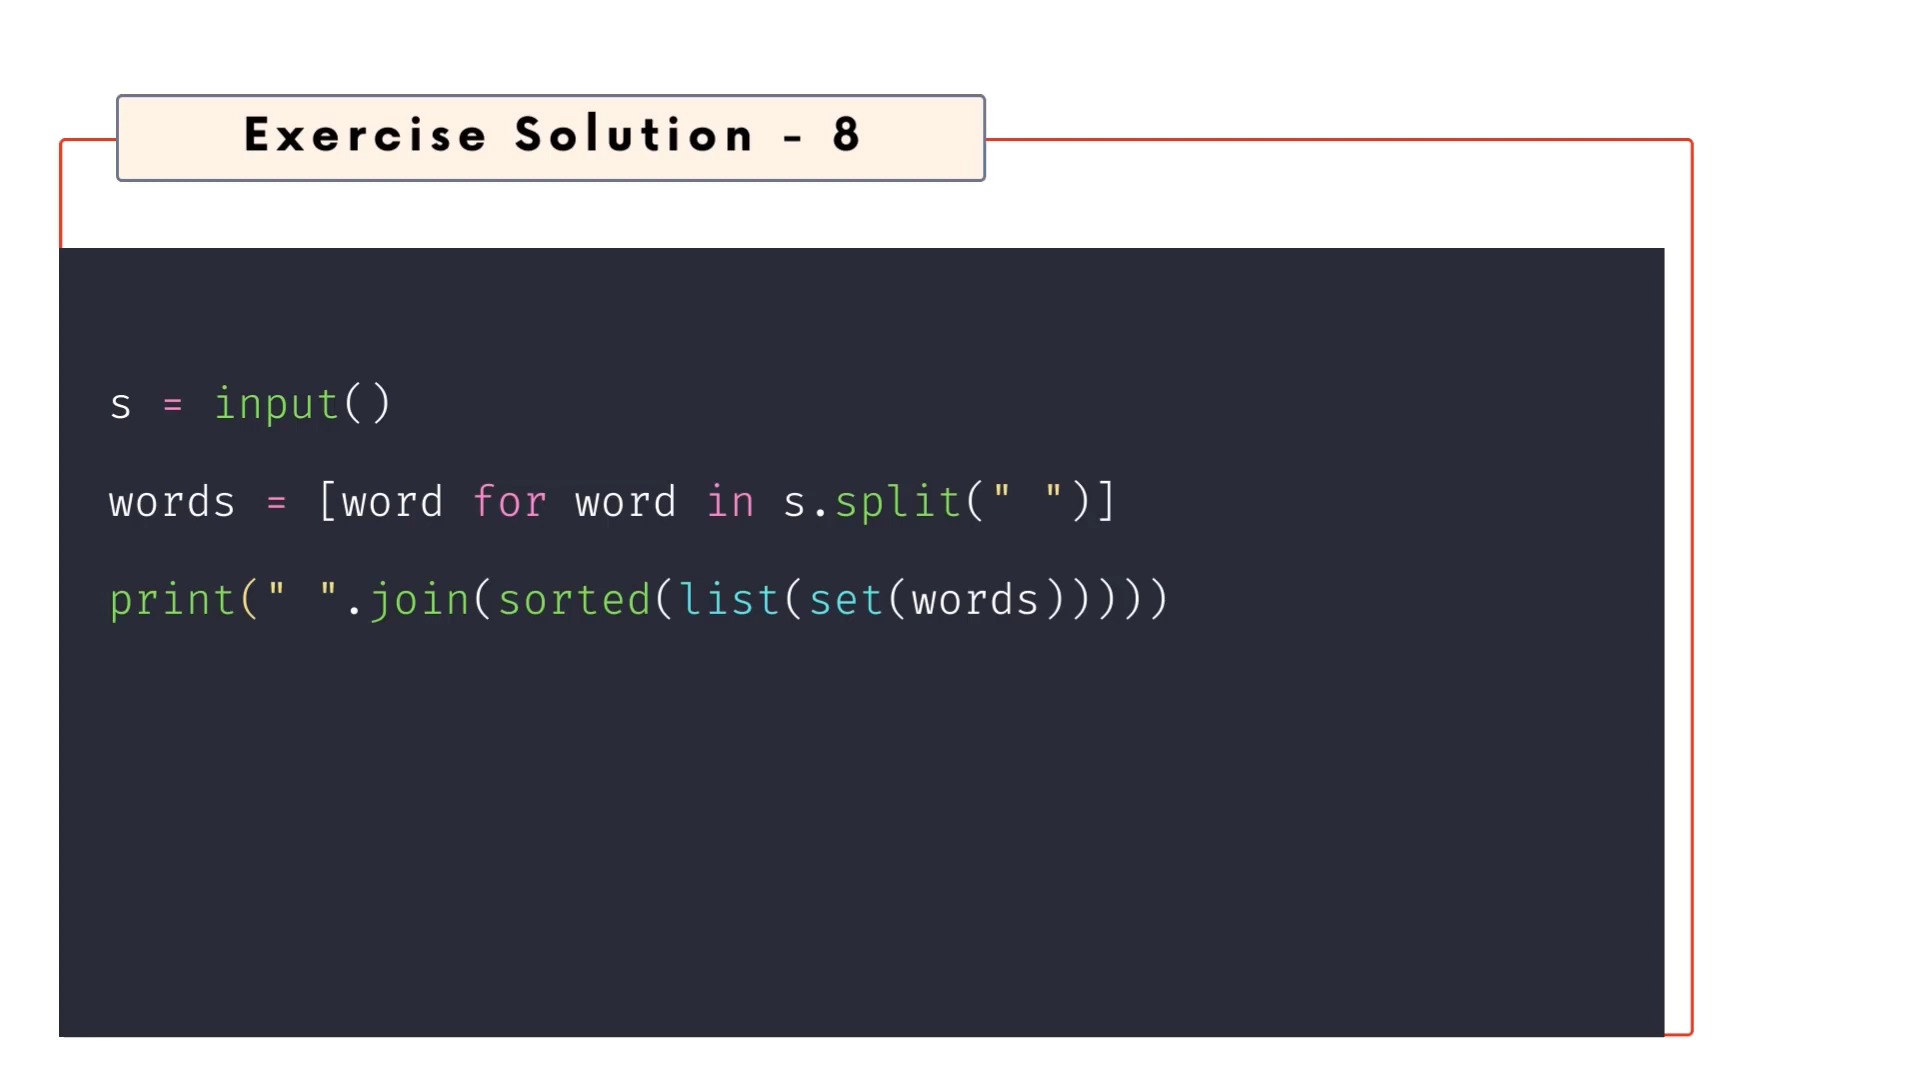 Exercise Solution - 8
s = input()
words = [word for word in s.split(" ")]
print(" ".join(sorted(list(set(words)))))